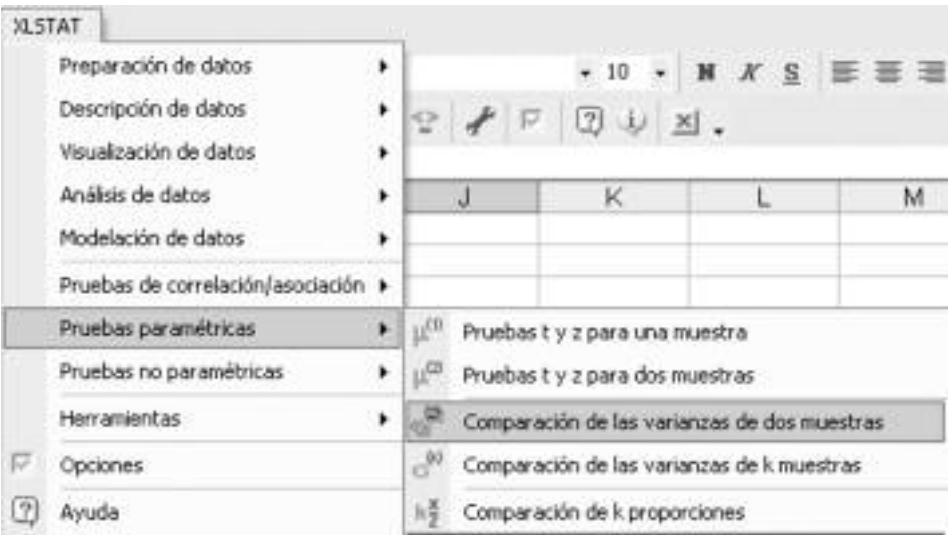 XLSTAT
Preparación de datos
Descripción de datos
Visualización de datos
Análisis de datos
Modelación de datos
Pruebas de correlación/asociación
Pruebas paramétricas
Pruebas no paramétricas
Herramientas
Opciones
Ayuda
10 N K S
J K L M
Pruebas t y z para una muestra
Pruebas t y z para dos muestras
Comparación de las varianzas de dos muestras
Comparación de las varianzas de k muestras
Comparación de k proporciones